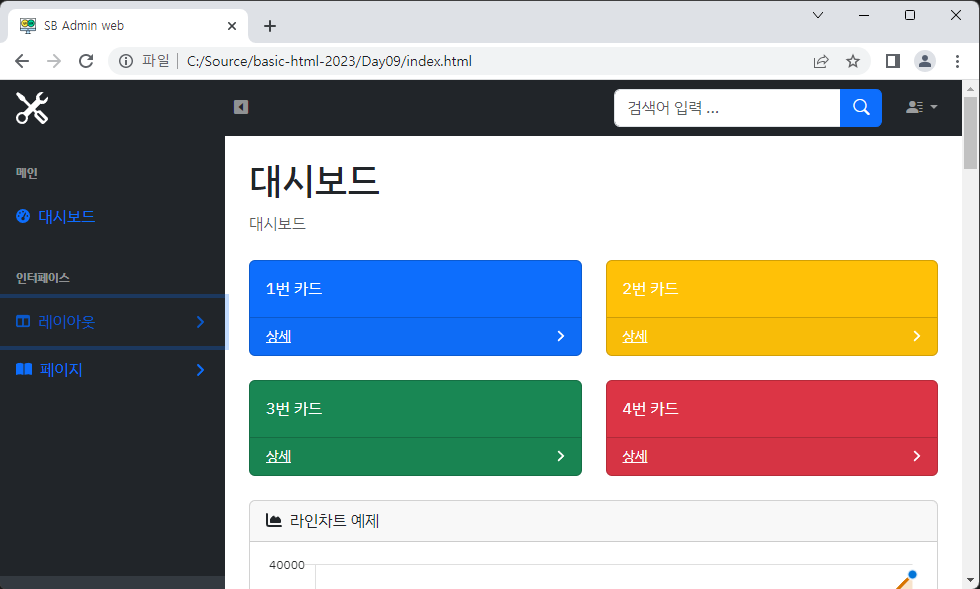 SB Admin web
파일 C:/Source/basic-html-2023/Day09/index.html
검색어 입력 ...
메인
대시보드
인터페이스
레이아웃
페이지
대시보드
대시보드
1번 카드
상세
2번 카드
상세
3번 카드
상세
4번 카드
상세
라인차트 예제
40000